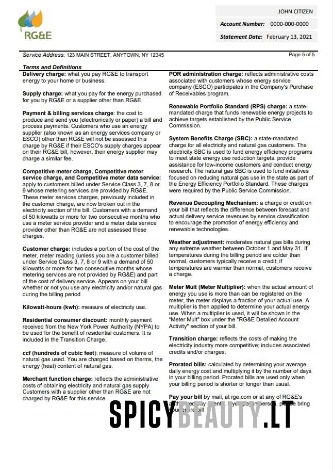 JOHN CITIZEN
RG&E
Account Number: 0000-000-0000
Statement Date: February 13, 2021
Service Address: 123 MAIN STREET, ANYTOWN, NY 12345
Page 5 of 5
Terms and Definitions
Delivery charge: what you pay RG&E to transport
energy to your home or business.
Supply charge: what you pay for the energy purchased
for you by RG&E or a supplier other than RG&E.
Payment & billing services charge: the cost to
produce and send you (electronically or paper) a bill and
process payments. Customers who use an energy
supplier (also known as an energy services company or
ESCO) other than RG&E will not be assessed this
charge by RG&E if their ESCO's supply charges appear
on their RG&E bill, however, their energy supplier may
charge a similar fee.
Competitive meter charge, Competitive meter
service charge, and Competitive meter data service:
apply to customers billed under Service Class 3, 7, 8 or
9 whose metering services are provided by RG&E.
These meter service charges, previously included in
the customer charge, are now broken out in the
electricity section of the bill. Customers with a demand
of 50 kilowatts or more for two consecutive months who
use a meter service provider and a meter data service
provider other than RG&E are not assessed these
charges.
Customer charge: includes a portion of the cost of the
meter, meter reading (unless you are a customer billed
under Service Class 3, 7, 8 or 9 with a demand of 50
kilowatts or more for two consecutive months whose
metering services are not provided by RG&E) and part
of the cost of delivery service. Appears on your bill
whether or not you use any electricity and/or natural gas
during the billing period.
Kilowatt-hours (kwh): measure of electricity use.
Residential consumer discount: monthly payment
received from the New York Power Authority (NYPA) to
be used for the benefit of residential customers. It is
included in the Transition Charge.
ccf (hundreds of cubic feet): measure of volume of
natural gas used. You are charged based on therms, the
energy (heat) content of natural gas.
Merchant function charge: reflects the administrative
costs of obtaining electricity and natural gas supply.
Customers with a supplier other than RG&E are not
charged by RG&E for this service.
POR administration charge: reflects administrative costs
associated with customers whose energy service
company (ESCO) participates in the Company's Purchase
of Receivables program.
Renewable Portfolio Standard (RPS) charge: a state-
mandated charge that funds renewable energy projects to
achieve targets established by the Public Service
Commission.
System Benefits Charge (SBC): a state-mandated
charge for all electricity and natural gas customers. The
electricity SBC is used to fund energy efficiency programs
to meet state energy use reduction targets, provide
assistance for low-income customers and conduct energy
research. The natural gas SBC is used to fund initiatives
focused on reducing natural gas use in the state as part of
the Energy Efficiency Portfolio Standard. These charges
were required by the Public Service Commission.
Revenue Decoupling Mechanism: a charge or credit on
your bill that reflects the difference between forecast and
actual delivery service revenues by service classification
to encourage the promotion of energy efficiency and
renewable technologies.
Weather adjustment: moderates natural gas bills during
any extreme weather between October 1 and May 31. If
temperatures during the billing period are colder than
normal, customers typically receive a credit; if
temperatures are warmer than normal, customers receive
a charge.
Meter Mult (Meter Multiplier): when the actual amount of
energy you use is more than can be registered on the
meter, the meter displays a fraction of your actual use. A
multiplier is then applied to determine your actual energy
use. When a multiplier is used, it will be shown in the
"Meter Mult" box under the "RG&E Detailed Account
Activity" section of your bill.
Transition charge: reflects the costs of making the
electricity industry more competitive; includes associated
credits and/or charges.
Prorated bills: calculated by determining your average
daily energy cost and multiplying it by the number of days
in your billing period. Prorated bills are used only when
your billing period is shorter or longer than usual.
Pay your bill by mail, at rge.com or at any of RG&E's
SPICYBEAUTY.IT